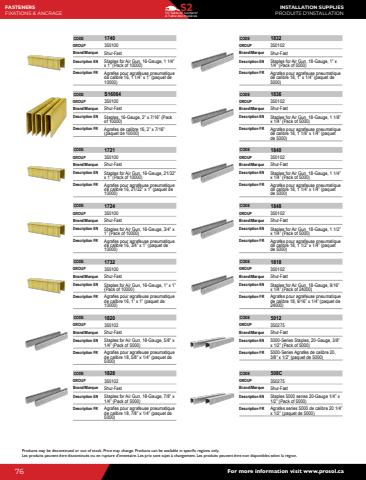 FASTENERS
FIXATIONS & ANCRAGE
S2
INSTALLATION SUPPLIES
PRODUITS D'INSTALLATION
CODE 1740
GROUP 350100
Brand/Marque Shur-Fast
Description EN Staples for Air Gun, 16-Gauge, 1 1/4"
x 1" (Pack of 10000)
Description FR Agrafes pour agrafeuse pneumatique
de calibre 16, 1 1/4" x 1" (paquet de
10000)
CODE S16064
GROUP 350100
Brand/Marque Shur-Fast
Description EN Staples, 16-Gauge, 2" x 7/16" (Pack
of 10000)
Description FR Agrafes de calibre 16, 2" x 7/16"
(paquet de 10000)
CODE 1721
GROUP 350100
Brand/Marque Shur-Fast
Description EN Staples for Air Gun, 16-Gauge, 21/32"
x 1" (Pack of 10000)
Description FR Agrafes pour agrafeuse pneumatique
de calibre 16, 21/32" x 1" (paquet de
10000)
CODE 1724
GROUP 350100
Brand/Marque Shur-Fast
Description EN Staples for Air Gun, 16-Gauge, 3/4" x
1" (Pack of 10000)
Description FR Agrafes pour agrafeuse pneumatique
de calibre 16, 3/4" x 1" (paquet de
10000)
CODE 1732
GROUP 350100
Brand/Marque Shur-Fast
Description EN Staples for Air Gun, 16-Gauge, 1" x 1"
(Pack of 10000)
Description FR Agrafes pour agrafeuse pneumatique
de calibre 16, 1" x 1" (paquet de
10000)
CODE 1820
GROUP 350102
Brand/Marque Shur-Fast
Description EN Staples for Air Gun, 18-Gauge, 5/8" x
1/4" (Pack of 5000)
Description FR Agrafes pour agrafeuse pneumatique
de calibre 18, 5/8" x 1/4" (paquet de
5000)
CODE 1828
GROUP 350102
Brand/Marque Shur-Fast
Description EN Staples for Air Gun, 18-Gauge, 7/8" x
1/4" (Pack of 5000)
Description FR Agrafes pour agrafeuse pneumatique
de calibre 18, 7/8" x 1/4" (paquet de
5000)
CODE 1832
GROUP 350102
Brand/Marque Shur-Fast
Description EN Staples for Air Gun, 18-Gauge, 1" x
1/4" (Pack of 5000)
Description FR Agrafes pour agrafeuse pneumatique
de calibre 18, 1" x 1/4" (paquet de
5000)
CODE 1836
GROUP 350102
Brand/Marque Shur-Fast
Description EN Staples for Air Gun, 18-Gauge, 1 1/8"
x 1/4" (Pack of 5000)
Description FR Agrafes pour agrafeuse pneumatique
de calibre 18, 1 1/8" x 1/4" (paquet
de 5000)
CODE 1840
GROUP 350102
Brand/Marque Shur-Fast
Description EN Staples for Air Gun, 18-Gauge, 1 1/4"
x 1/4" (Pack of 5000)
Description FR Agrafes pour agrafeuse pneumatique
de calibre 18, 1 1/4" x 1/4" (paquet
de 5000)
CODE 1848
GROUP 350102
Brand/Marque Shur-Fast
Description EN Staples for Air Gun, 18-Gauge, 1 1/2"
x 1/4" (Pack of 5000)
Description FR Agrafes pour agrafeuse pneumatique
de calibre 18, 1 1/2" x 1/4" (paquet
de 5000)
CODE 1818
GROUP 350102
Brand/Marque Shur-Fast
Description EN Staples for Air Gun, 18-Gauge, 9/16"
x 1/4" (Pack of 24000)
Description FR Agrafes pour agrafeuse pneumatique
de calibre 18, 9/16" x 1/4" (paquet de
24000)
CODE 5012
GROUP 350275
Brand/Marque Shur-Fast
Description EN 5000-Series Staples, 20-Gauge, 3/8"
x 1/2" (Pack of 5000)
Description FR 5000-Series Agrafes de calibre 20,
3/8" x 1/2" (paquet de 5000)
CODE 508C
GROUP 350275
Brand/Marque Shur-Fast
Description EN Staples 5000 series 20-Gauge 1/4" x
1/2" (Pack of 5000)
Description FR Agrafes series 5000 de calibre 20 1/4"
x 1/2" (paquet de 5000)
Products may be discontinued or out of stock. Price may change. Products can be available in specific regions only.
Les produits peuvent être discontinués ou en rupture d'inventaire. Les prix sont sujet à changement. Les produits peuvent être non disponibles selon la région.
76
For more information visit www.prosol.ca